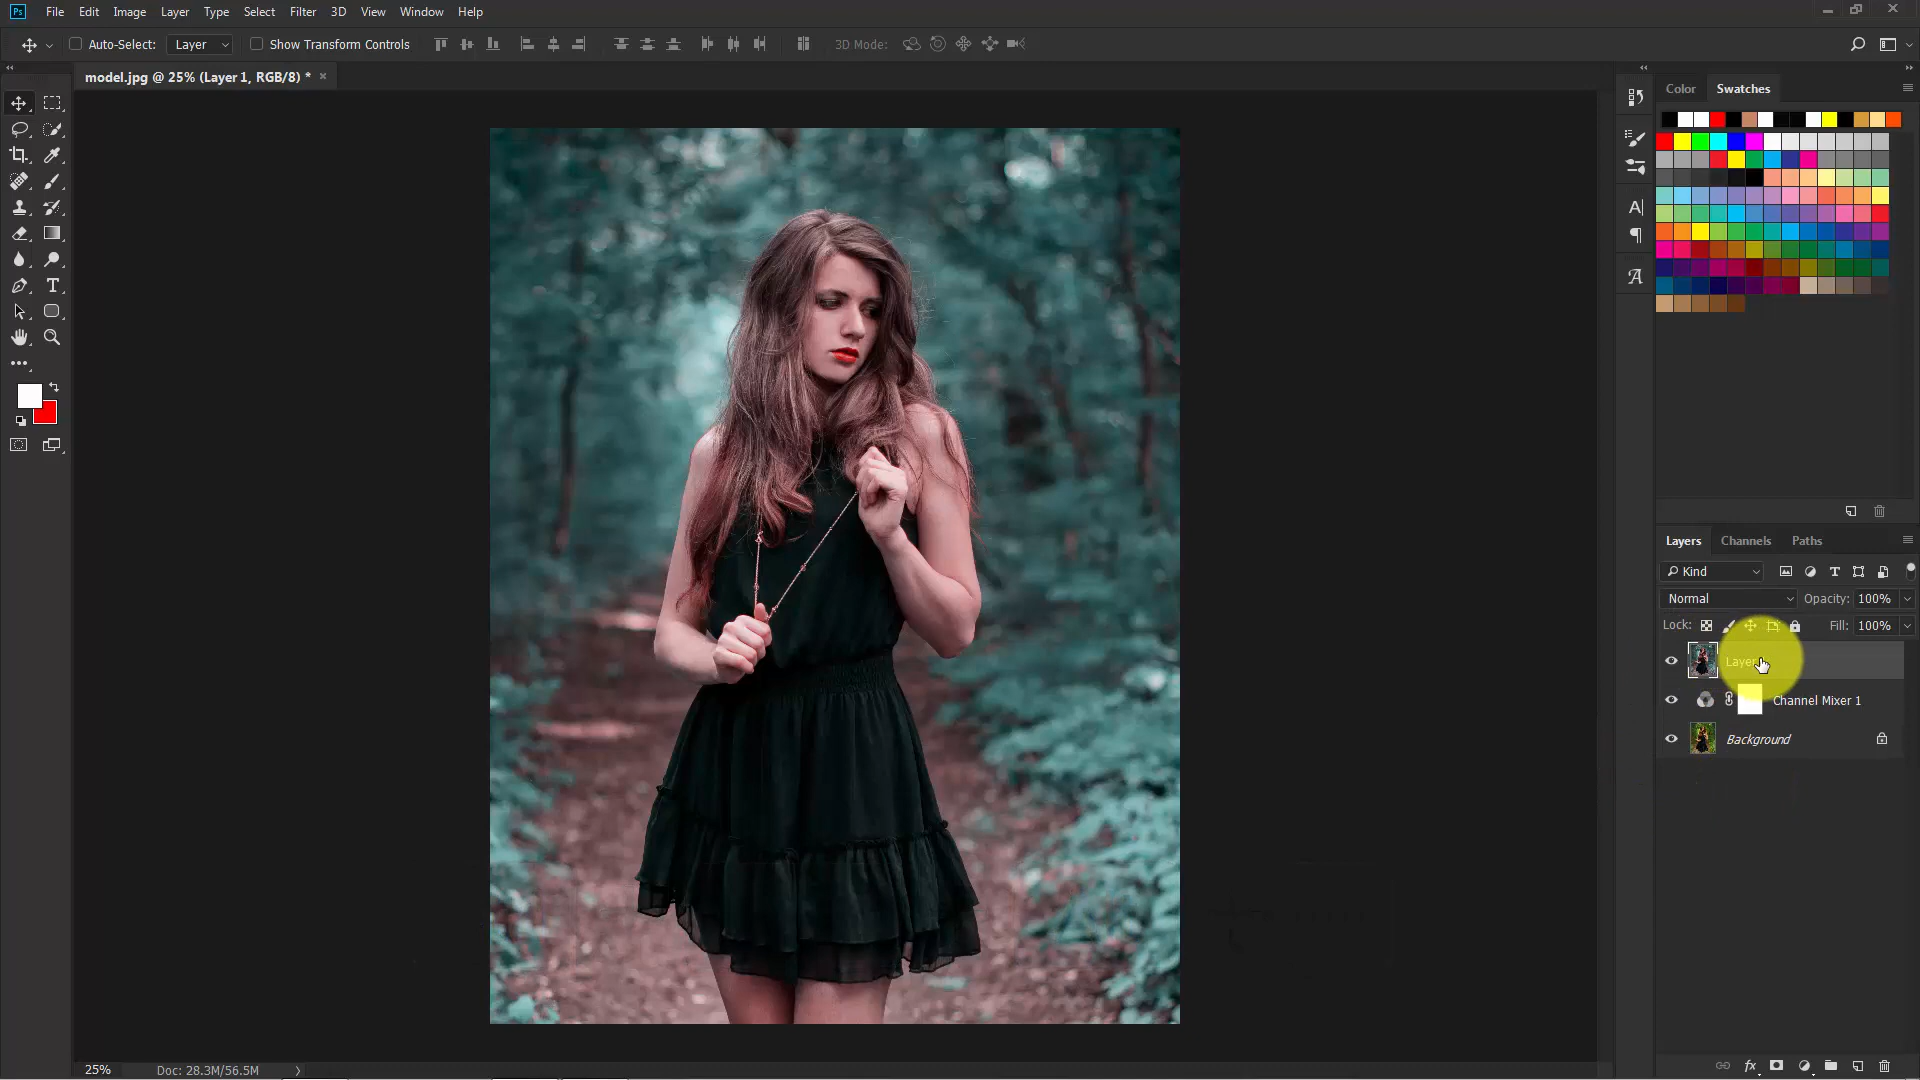 Ps File Edit Image Layer Type Select Filter 3D View Window Help
Auto-Select: Layer Show Transform Controls 3D Mode:
model.jpg @ 25% (Layer 1, RGB/8) * ×
Color Swatches
Layers Channels Paths
Kind
Normal Opacity: 100%
Lock: Fill: 100%
Layer
Channel Mixer 1
Background
25% Doc: 28.3M/56.5M